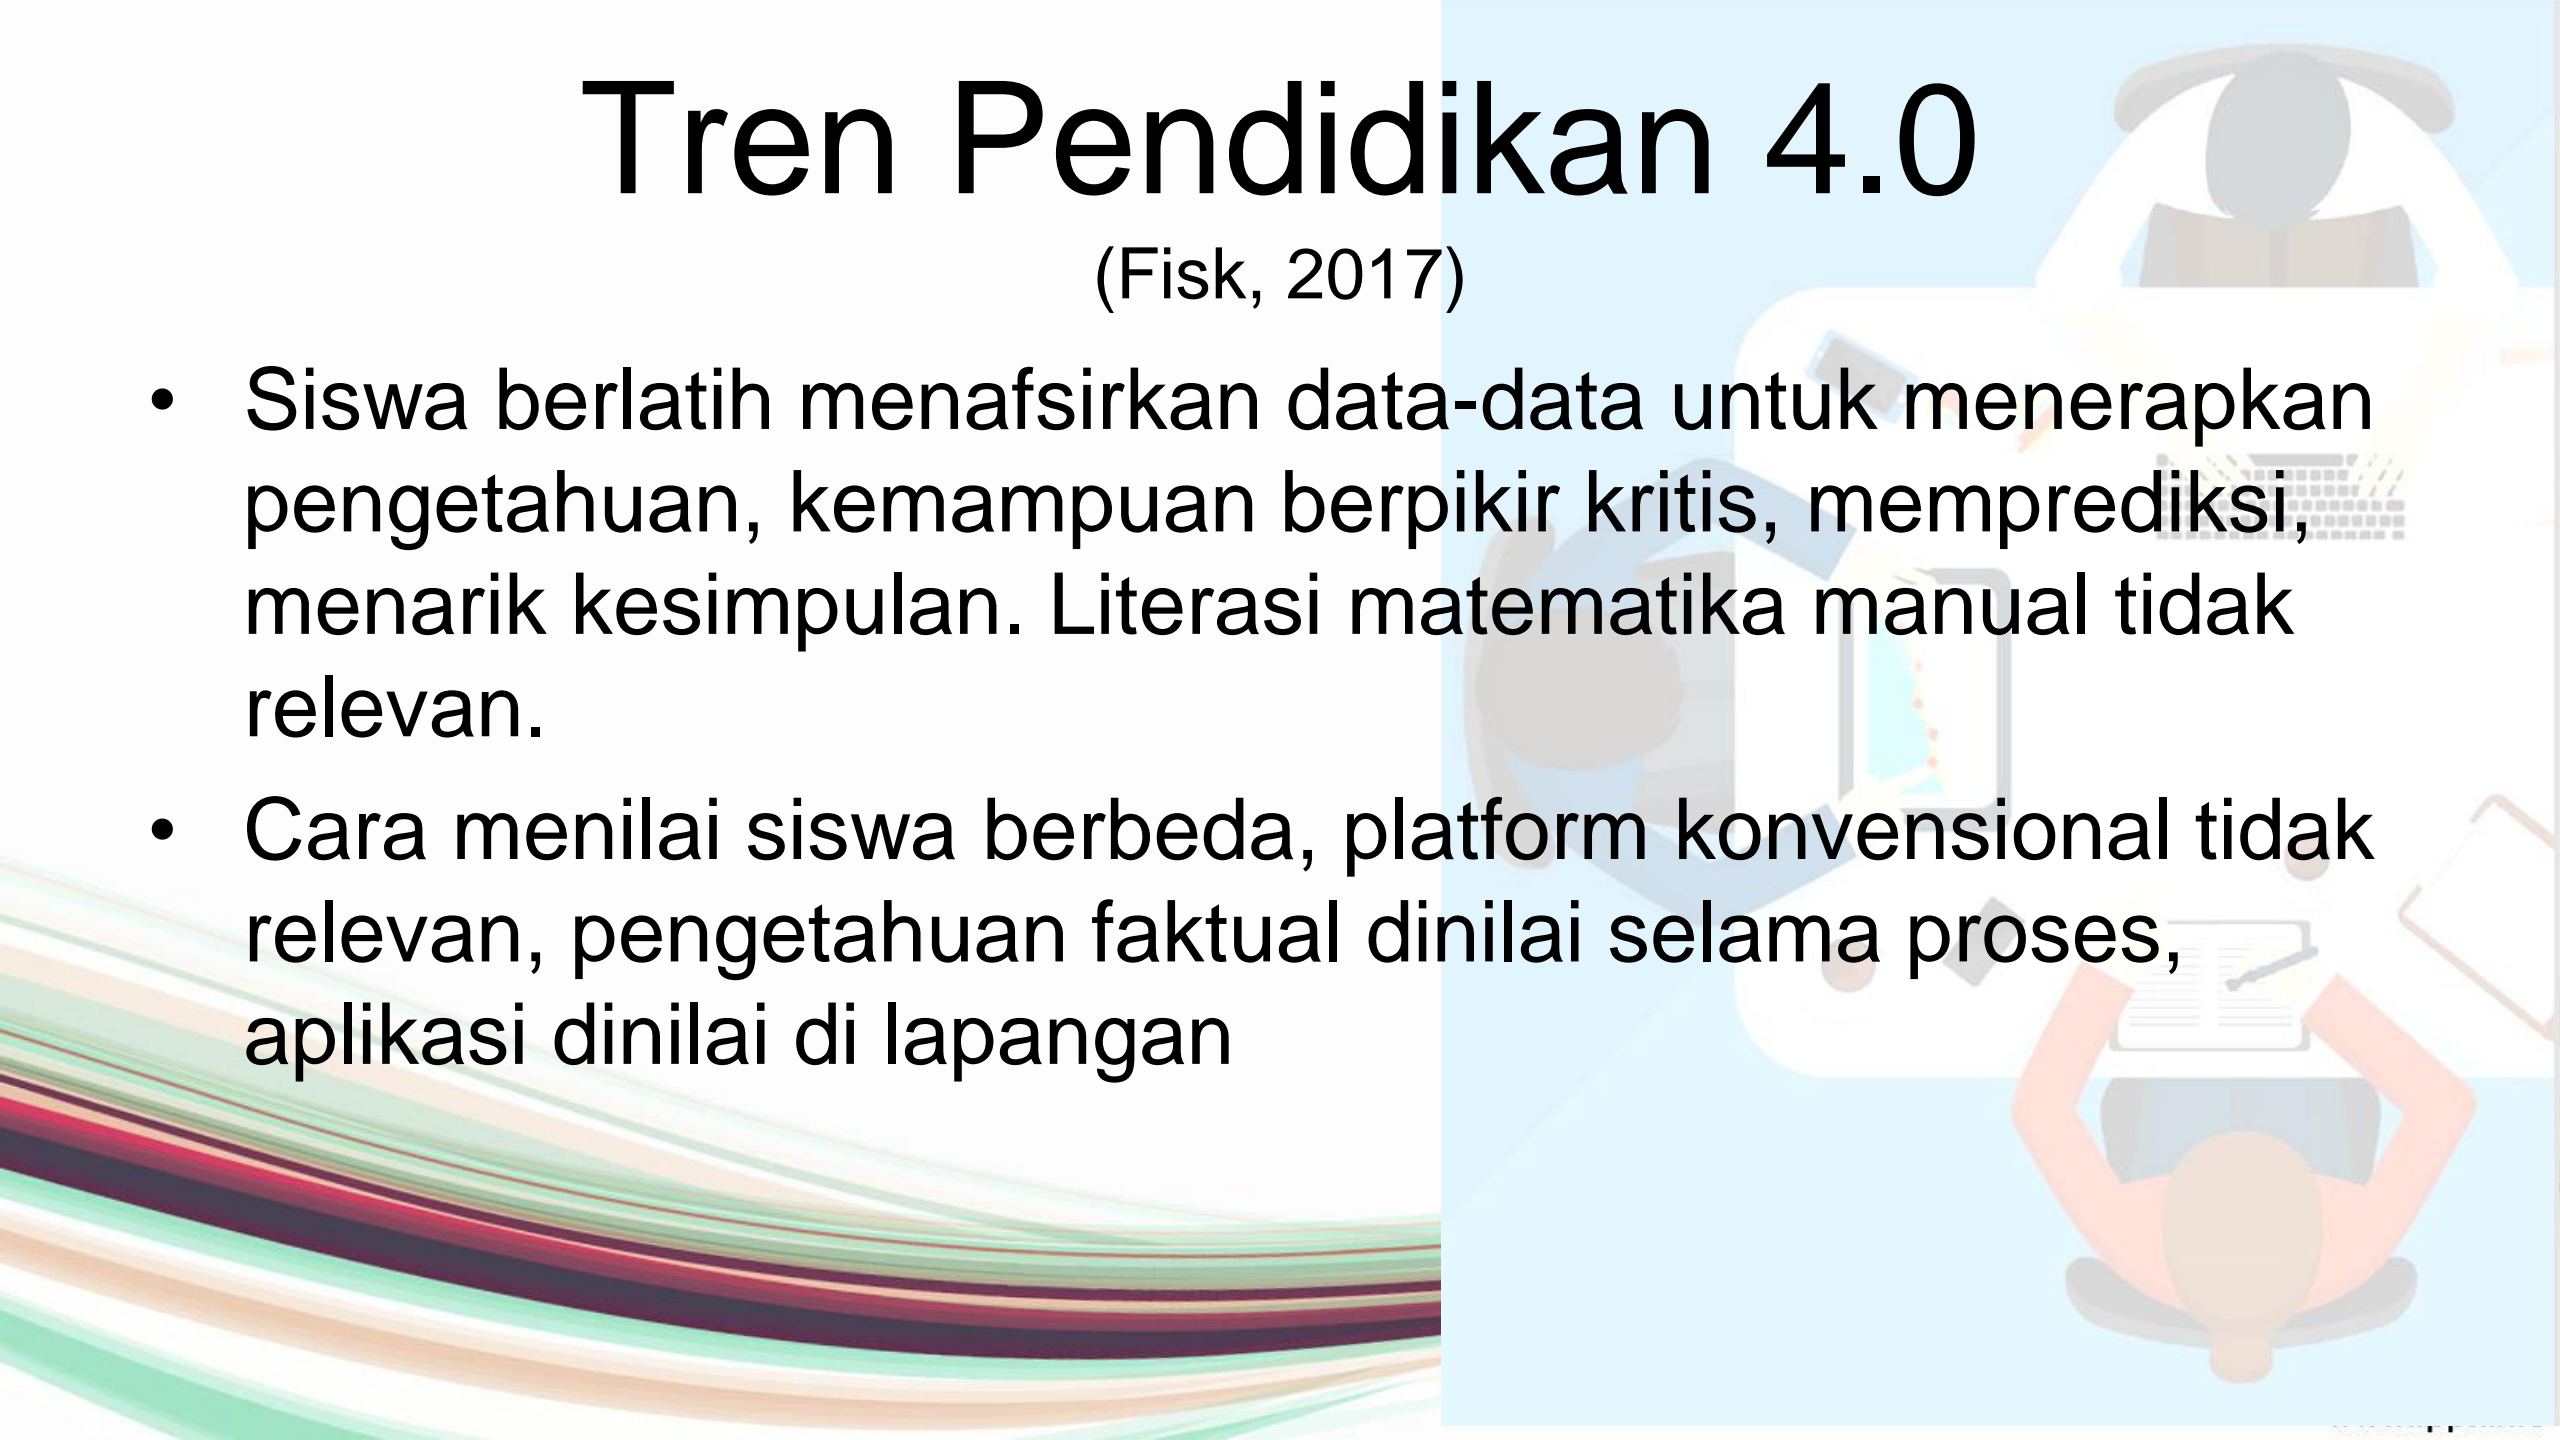 Tren Pendidikan 4.0
(Fisk, 2017)
• Siswa berlatih menafsirkan data-data untuk menerapkan
pengetahuan, kemampuan berpikir kritis, memprediksi,
menarik kesimpulan. Literasi matematika manual tidak
relevan.
• Cara menilai siswa berbeda, platform konvensional tidak
relevan, pengetahuan faktual dinilai selama proses,
aplikasi dinilai di lapangan